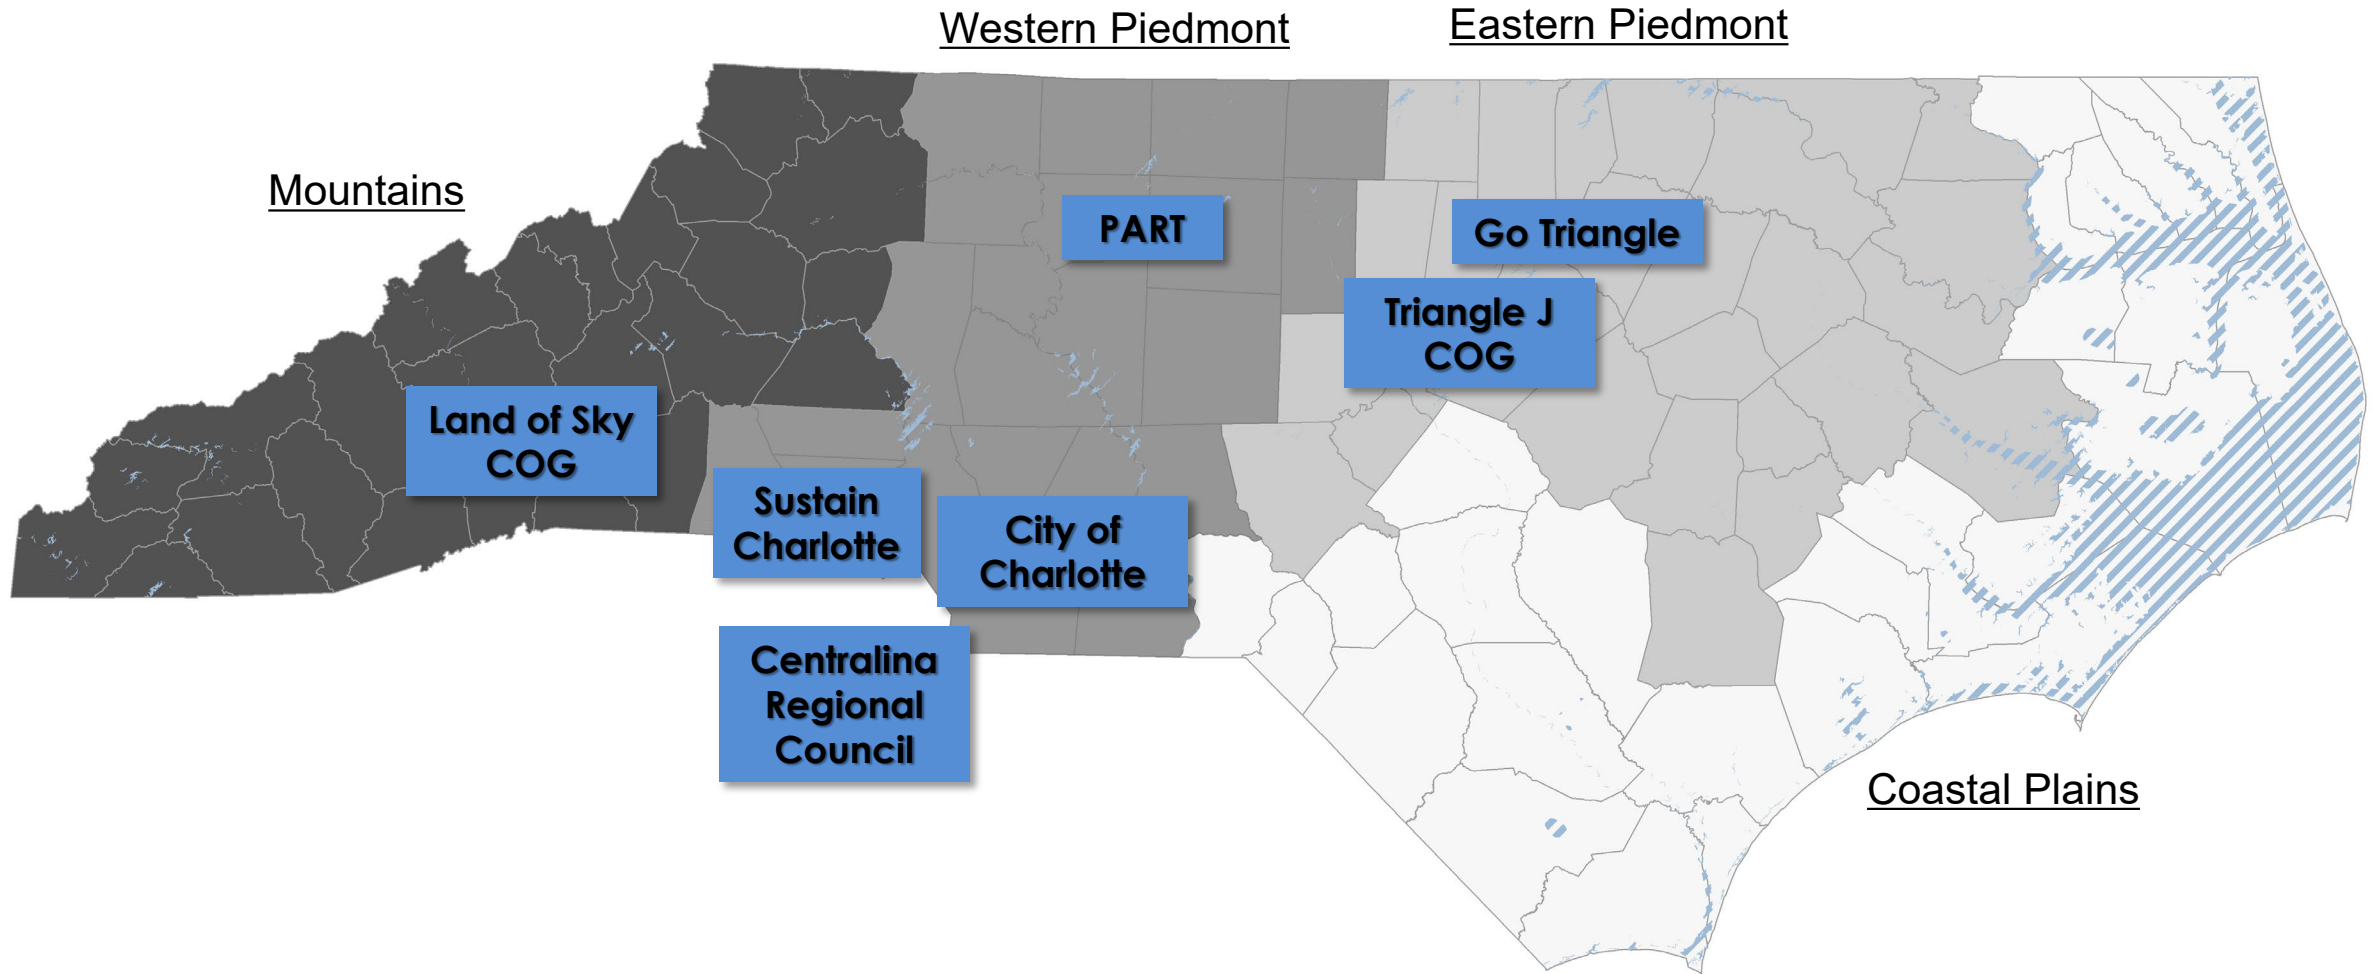 Western Piedmont
Eastern Piedmont
Mountains
PART
Go Triangle
Triangle J
COG
Land of Sky
COG
Sustain
Charlotte
City of
Charlotte
Centralina
Regional
Council
Coastal Plains